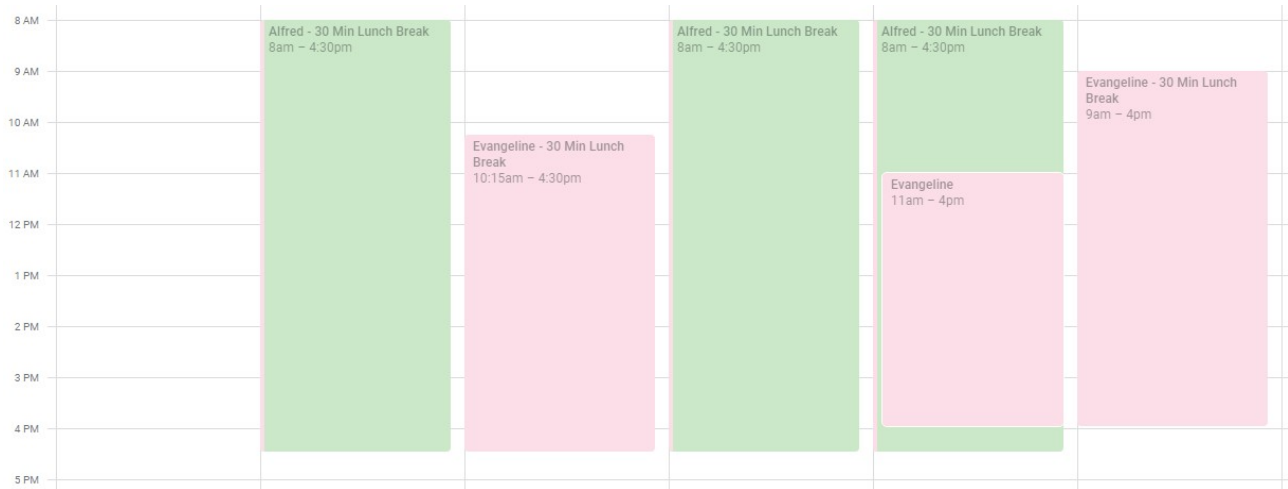 8 AM
9 AM
10 AM
11 AM
12 PM
1 PM
2 PM
3 PM
4 PM
5 PM
Alfred - 30 Min Lunch Break
8am – 4:30pm
Evangeline - 30 Min Lunch
Break
10:15am – 4:30pm
Alfred - 30 Min Lunch Break
8am – 4:30pm
Alfred - 30 Min Lunch Break
8am – 4:30pm
Evangeline
11am – 4pm
Evangeline - 30 Min Lunch
Break
9am – 4pm